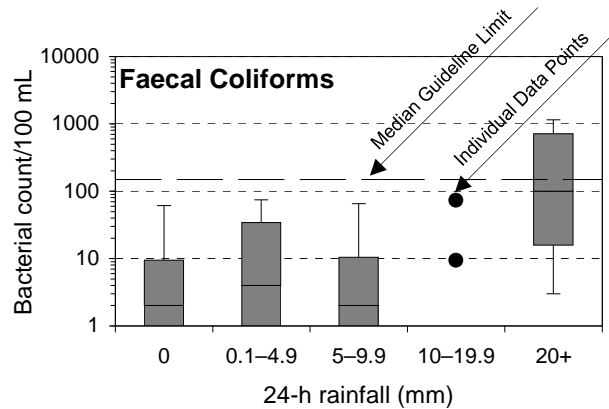 Faecal Coliforms
Median Guideline Limit
Individual Data Points
Bacterial count/100 mL
10000
1000
100
10
1
0 0.1–4.9 5–9.9 10–19.9 20+
24-h rainfall (mm)